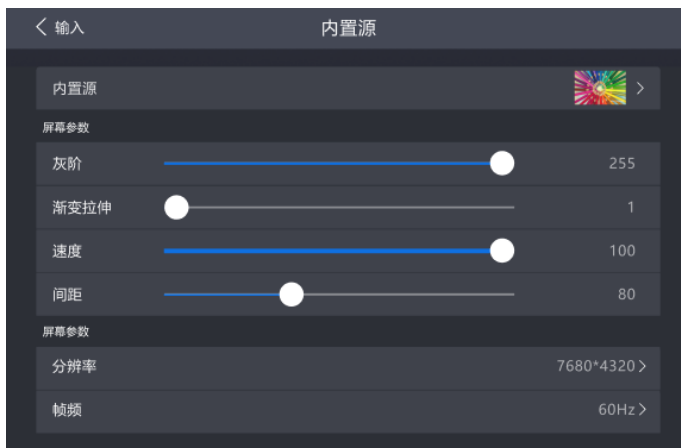 输入
内置源
内置源
屏幕参数
灰阶 255
渐变拉伸 1
速度 100
间距 80
屏幕参数
分辨率 7680*4320
帧频 60Hz